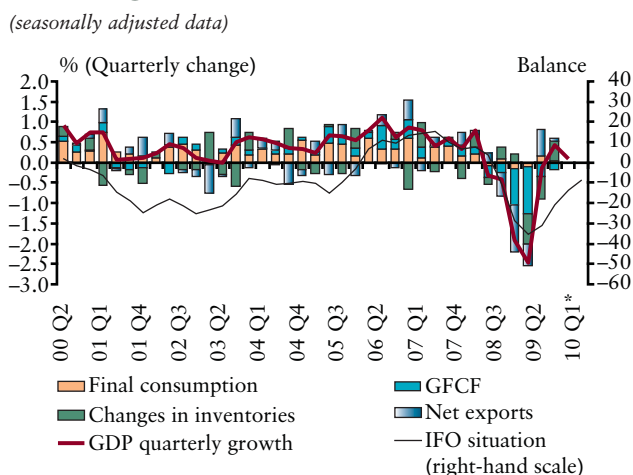 (seasonally adjusted data)
% (Quarterly change)
Balance
2.0
1.5
1.0
0.5
0.0
−0.5
−1.0
−1.5
−2.0
−2.5
−3.0
40
30
20
10
0
−10
−20
−30
−40
−50
−60
00 Q2
01 Q1
01 Q4
02 Q3
03 Q2
04 Q1
04 Q4
05 Q3
06 Q2
07 Q1
07 Q4
08 Q3
09 Q2
10 Q1*
Final consumption
GFCF
Changes in inventories
Net exports
GDP quarterly growth
IFO situation
(right-hand scale)